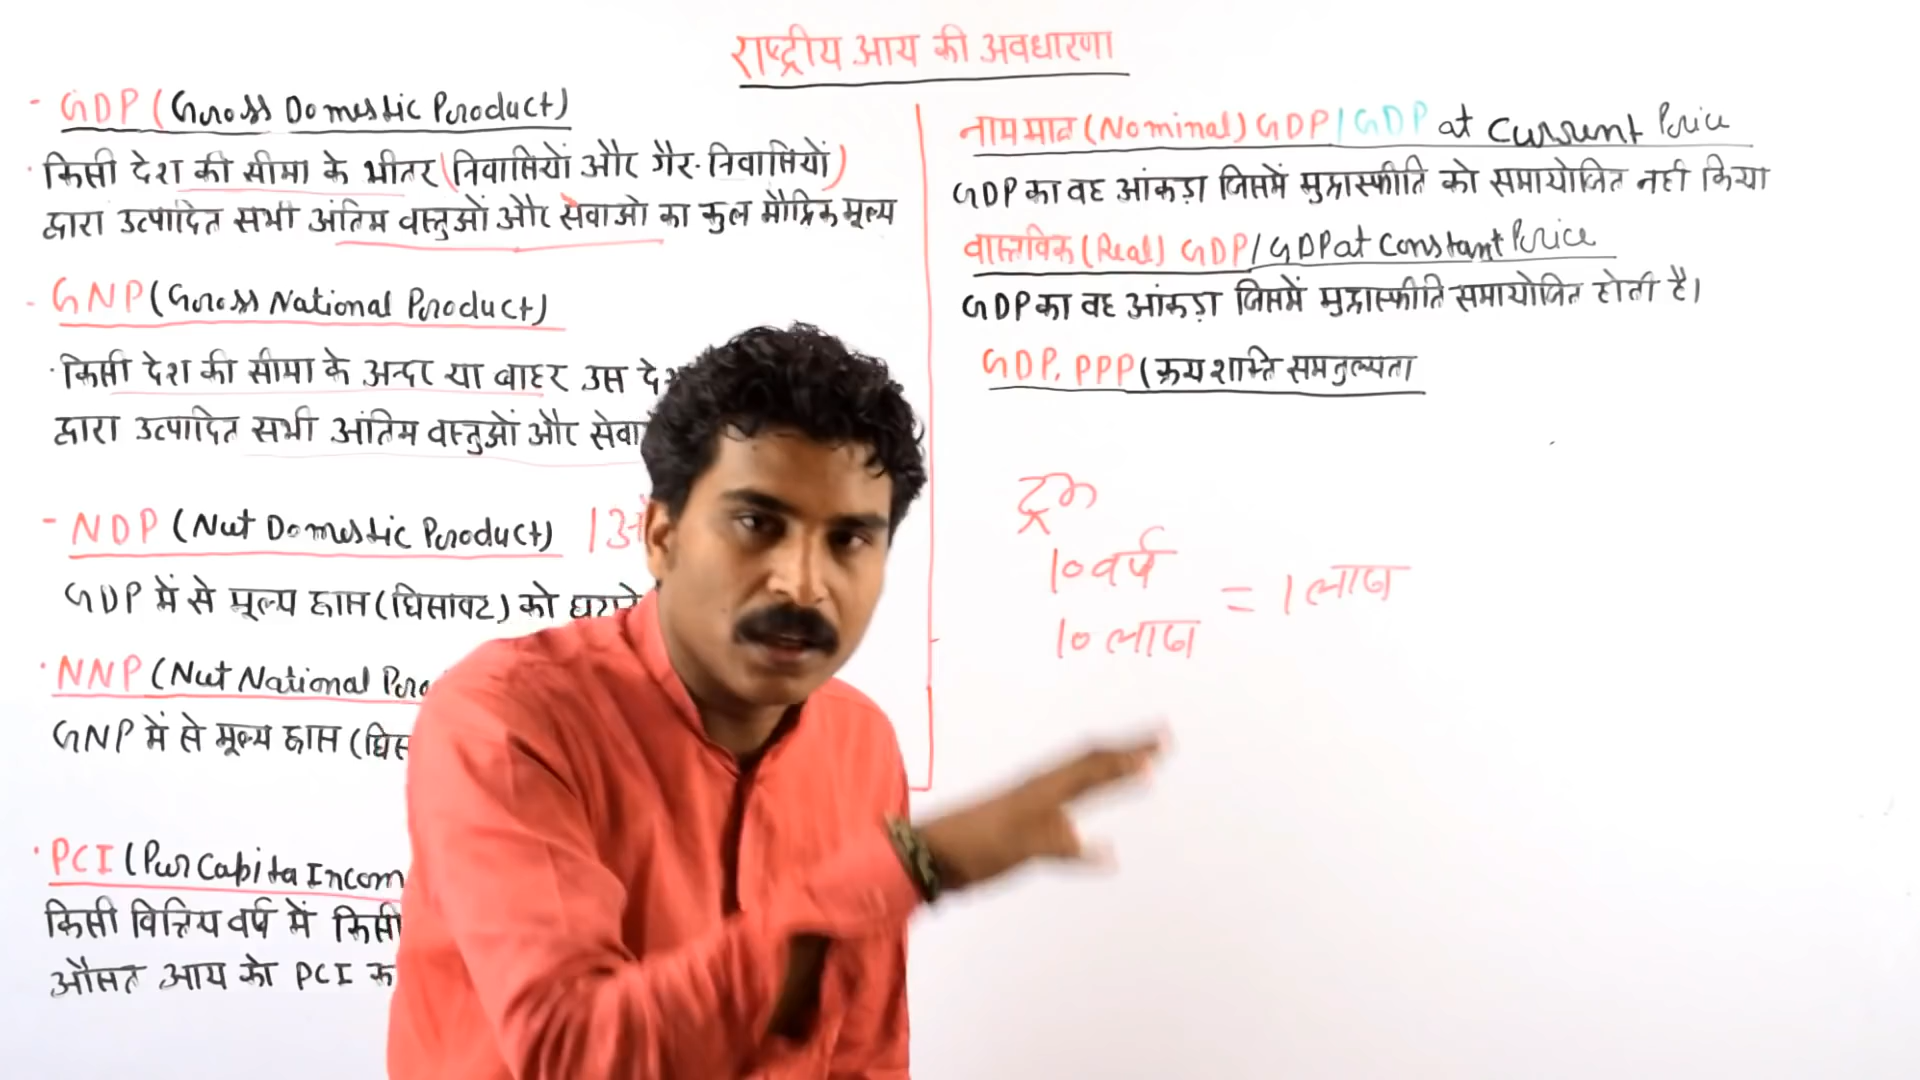 राष्ट्रीय आय की अवधारणा
- GDP (Gross Domestic Product)
· किसी देश की सीमा के भीतर (निवासियों और गैर-निवासियों)
द्वारा उत्पादित सभी अंतिम वस्तुओं और सेवाओ का कुल मौद्रिक मूल्य
- GNP (Gross National Product)
· किसी देश की सीमा के अन्दर या बाहर उस
द्वारा उत्पादित सभी अंतिम वस्तुओं और
- NDP (Net Domestic Product)
GDP में से मूल्य ह्रास (घिसावट) को
· NNP (Net National
GNP में से मूल्य ह्रास
· PCI (Per Capita
किसी वित्तिय वर्ष में किसी
औसत आय को PCI
नाममात्र (Nominal) GDP / GDP at Current Price
GDP का वह आंकड़ा जिसमें मुद्रास्फीति को समायोजित नही किया
वास्तविक (Real) GDP / GDP at Constant Price
GDP का वह आंकड़ा जिसमें मुद्रास्फीति समायोजित होती है।
GDP. PPP (क्रय शक्ति समतुल्यता
ट्रक
10 वर्ष
10 लाख = 1 लाख